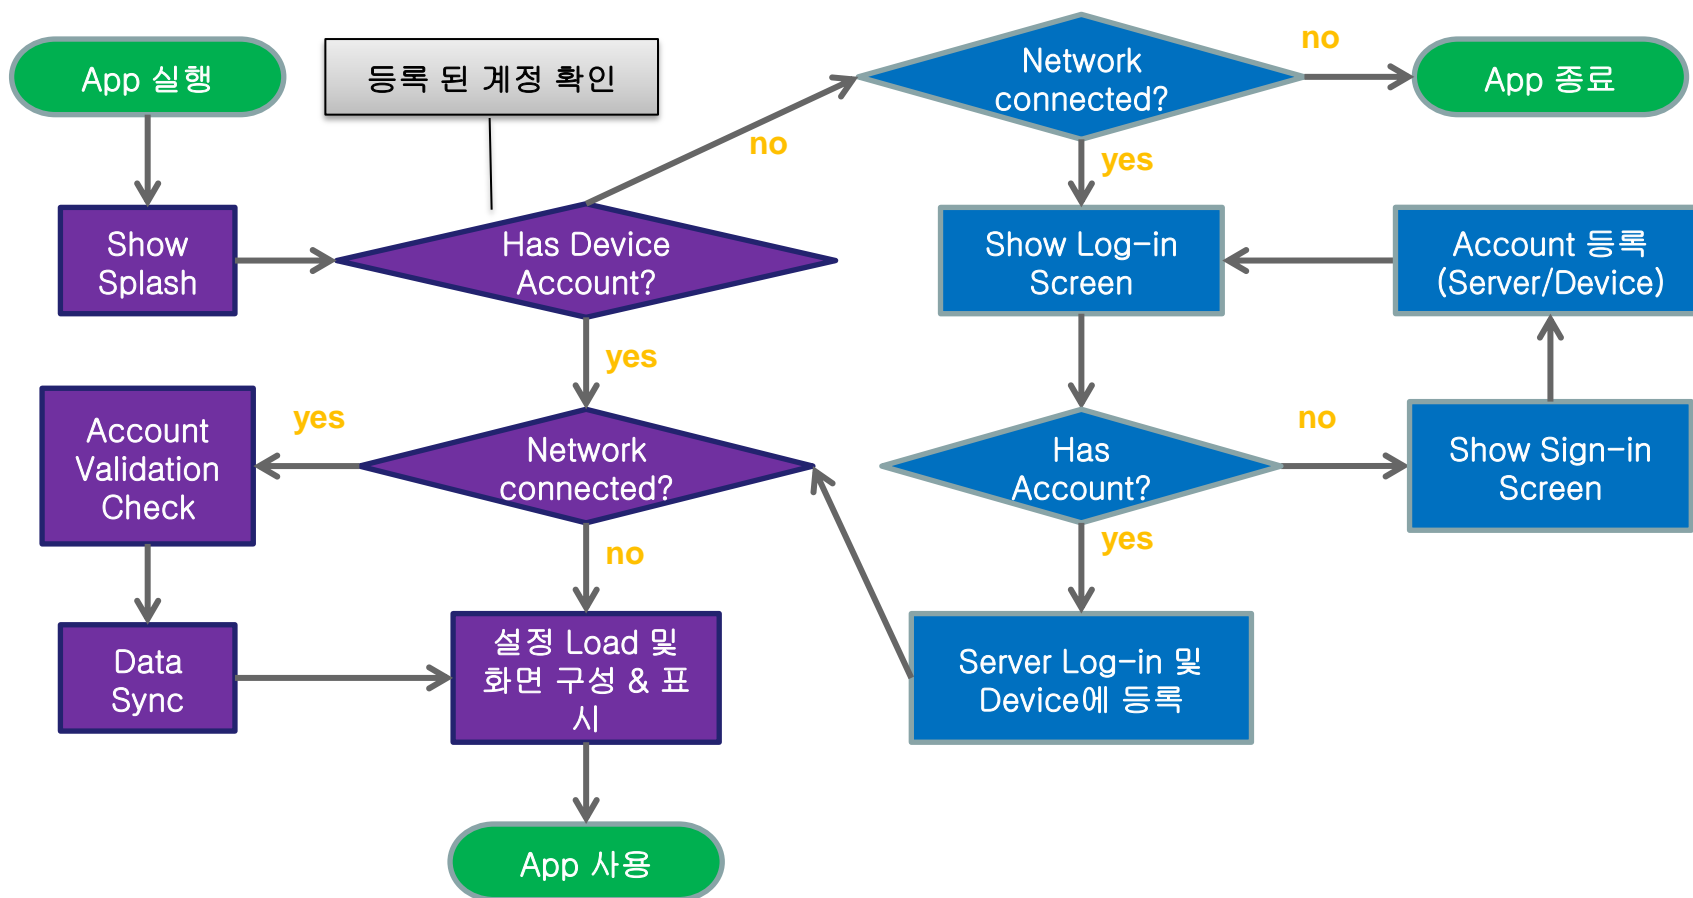 App 실행
등록 된 계정 확인
Network
connected?
no
App 종료
no
yes
Show
Splash
Has Device
Account?
Show Log-in
Screen
Account 등록
(Server/Device)
yes
Account
Validation
Check
yes
Network
connected?
Has
Account?
no
Show Sign-in
Screen
no
yes
Data
Sync
설정 Load 및
화면 구성 & 표
시
Server Log-in 및
Device에 등록
App 사용